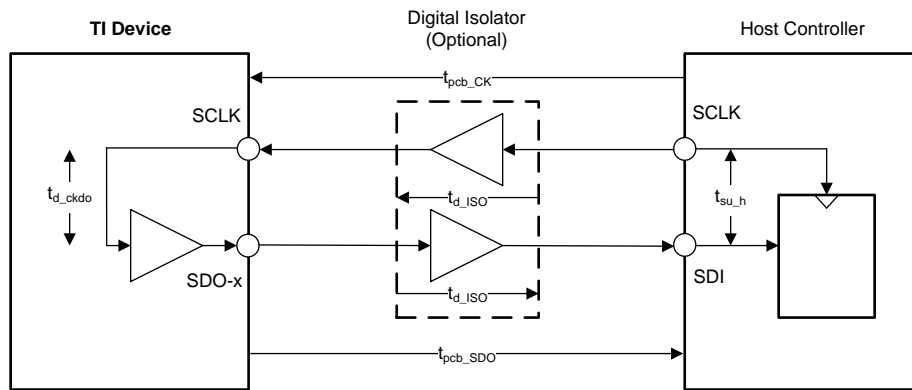 TI Device
Digital Isolator
(Optional)
Host Controller
t_pcb_CK
SCLK
SCLK
t_d_ckdo
t_d_ISO
t_su_h
SDO-x
SDI
t_d_ISO
t_pcb_SDO